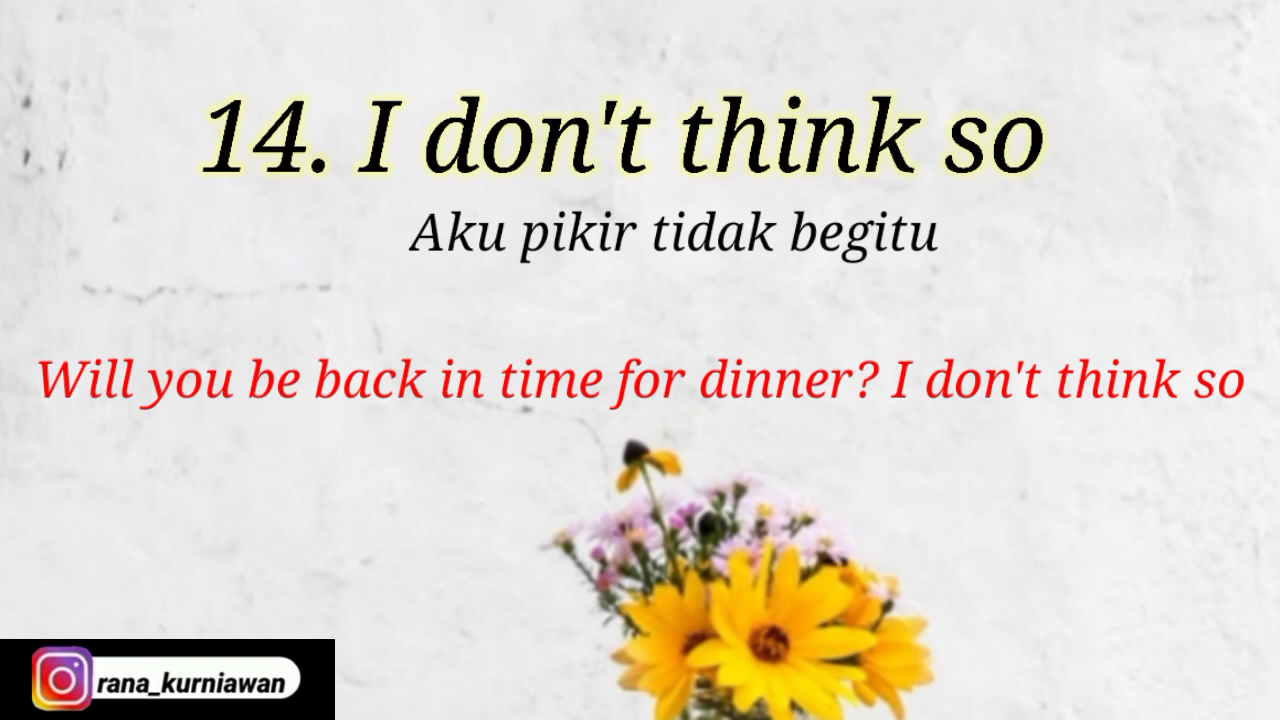 14. I don't think so
Aku pikir tidak begitu
Will you be back in time for dinner? I don't think so
rana_kurniawan